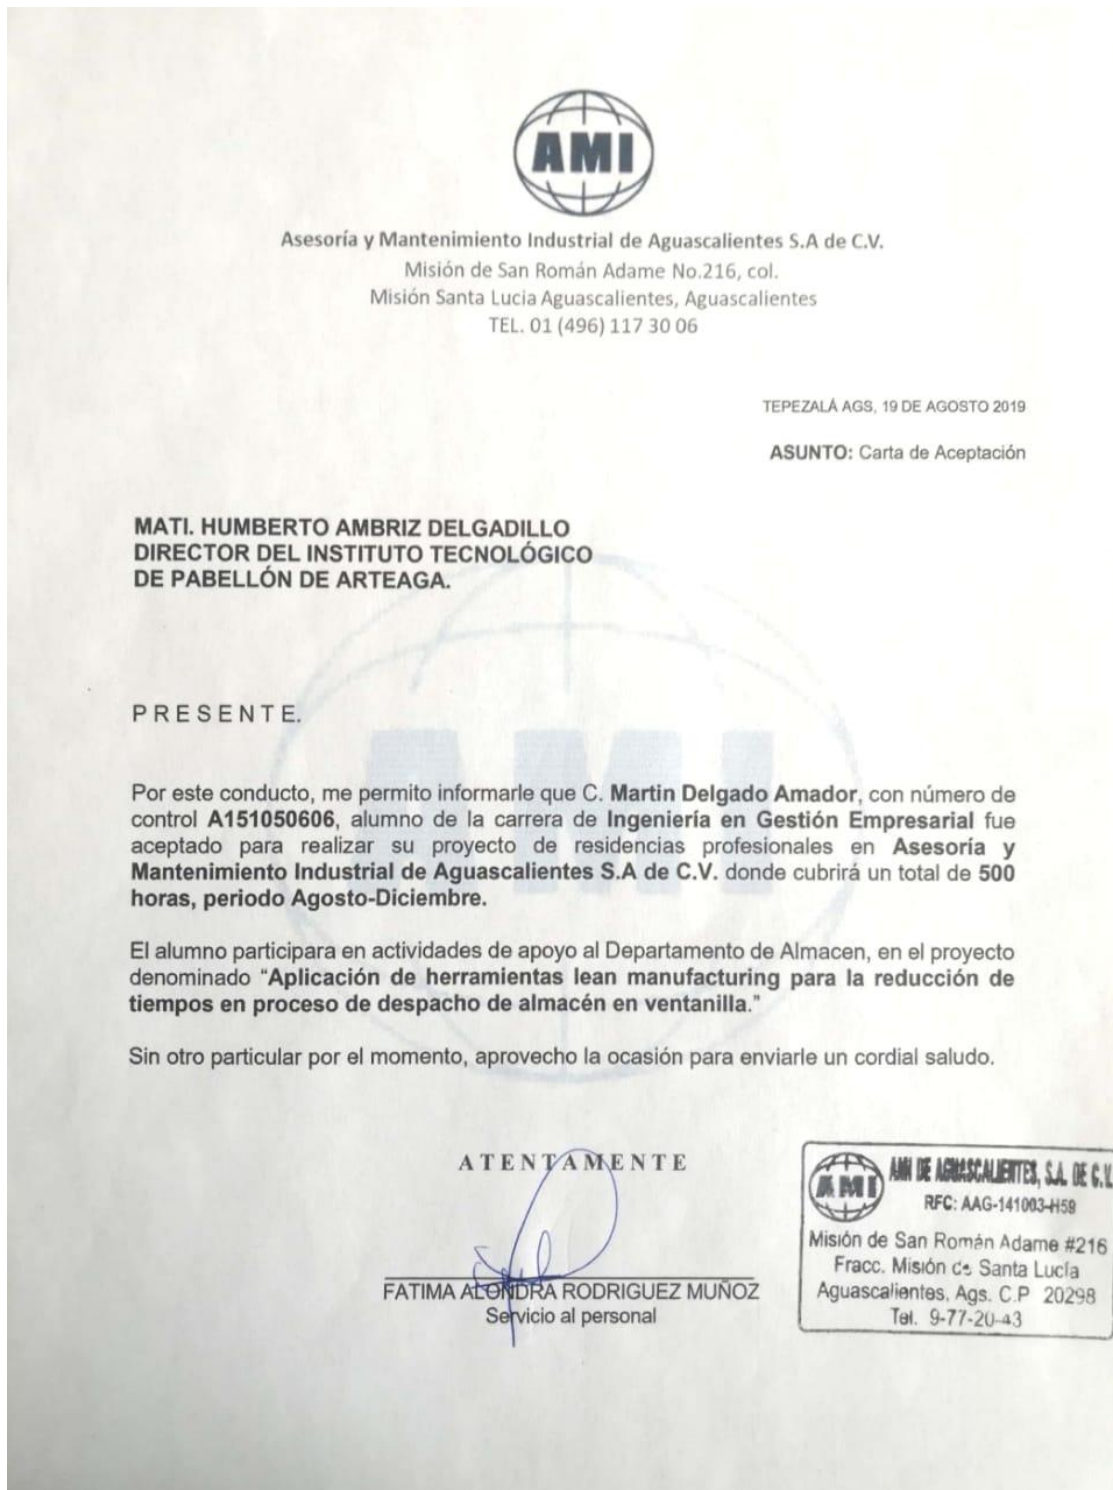 AMI
Asesoría y Mantenimiento Industrial de Aguascalientes S.A de C.V.
Misión de San Román Adame No.216, col.
Misión Santa Lucia Aguascalientes, Aguascalientes
TEL. 01 (496) 117 30 06
TEPEZALÁ AGS, 19 DE AGOSTO 2019
ASUNTO: Carta de Aceptación
MATI. HUMBERTO AMBRIZ DELGADILLO
DIRECTOR DEL INSTITUTO TECNOLÓGICO
DE PABELLÓN DE ARTEAGA.
P R E S E N T E.
AMI
Por este conducto, me permito informarle que C. Martin Delgado Amador, con número de
control A151050606, alumno de la carrera de Ingeniería en Gestión Empresarial fue
aceptado para realizar su proyecto de residencias profesionales en Asesoría y
Mantenimiento Industrial de Aguascalientes S.A de C.V. donde cubrirá un total de 500
horas, periodo Agosto-Diciembre.
El alumno participara en actividades de apoyo al Departamento de Almacen, en el proyecto
denominado “Aplicación de herramientas lean manufacturing para la reducción de
tiempos en proceso de despacho de almacén en ventanilla.”
Sin otro particular por el momento, aprovecho la ocasión para enviarle un cordial saludo.
A T E N T A M E N T E
FATIMA ALONDRA RODRIGUEZ MUÑOZ
Servicio al personal
AMI
AMI DE AGUASCALIENTES, S.A. DE C.V.
RFC: AAG-141003-H59
Misión de San Román Adame #216
Fracc. Misión de Santa Lucía
Aguascalientes, Ags. C.P 20298
Tel. 9-77-20-43